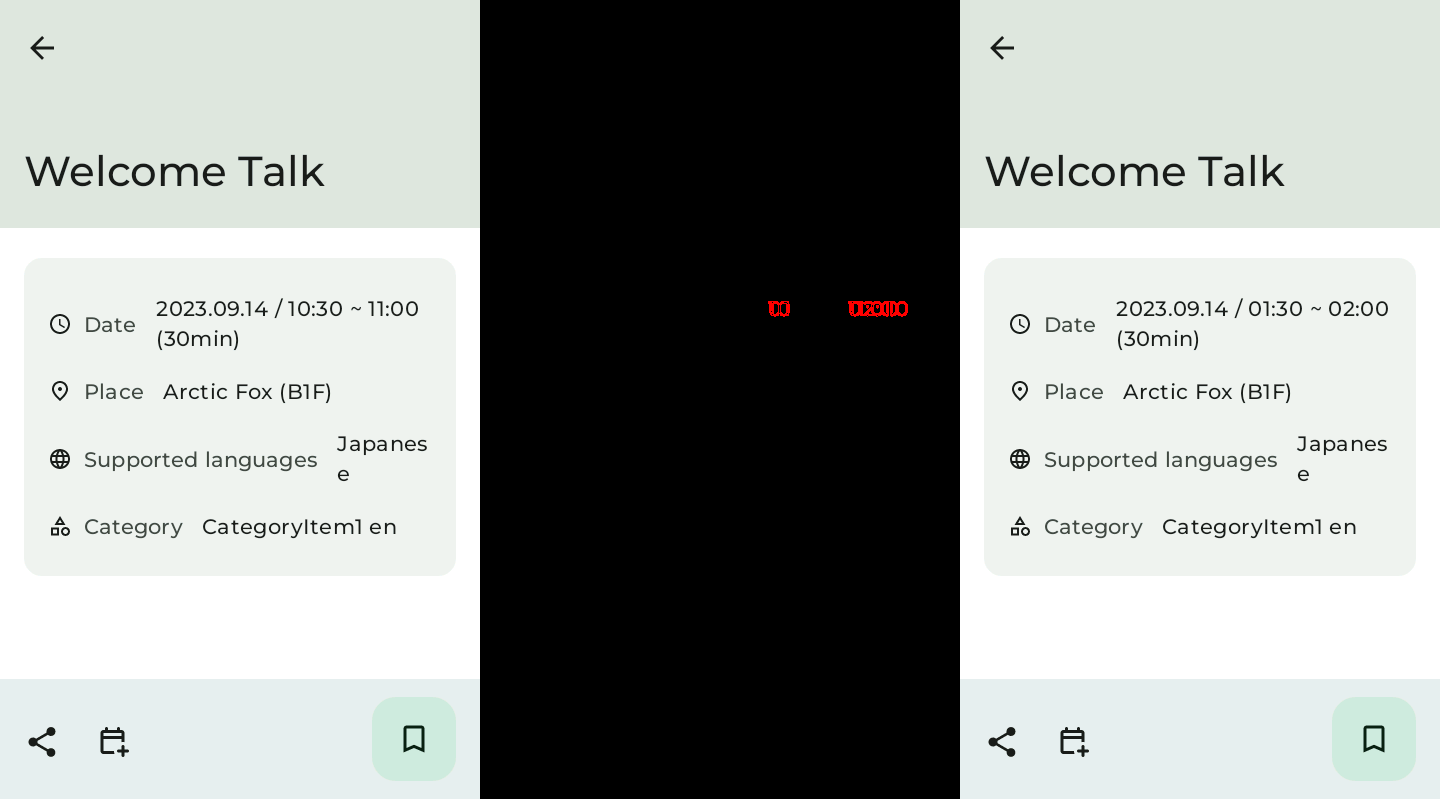 Welcome Talk
Date
2023.09.14 / 10:30 ~ 11:00
(30min)
Place
Arctic Fox (B1F)
Supported languages
Japanes
e
Category
CategoryItem1 en
Welcome Talk
Date
2023.09.14 / 01:30 ~ 02:00
(30min)
Place
Arctic Fox (B1F)
Supported languages
Japanes
e
Category
CategoryItem1 en